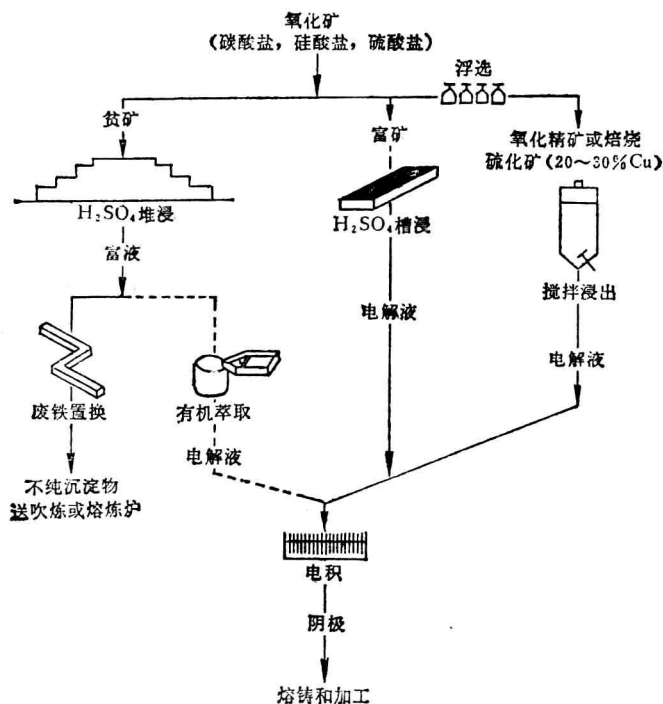 氧化矿
(碳酸盐，硅酸盐，硫酸盐)
浮选
贫矿
富矿
氧化精矿或焙烧
硫化矿(20～30%Cu)
H₂SO₄堆浸
H₂SO₄槽浸
富液
搅拌浸出
电解液
电解液
废铁置换
有机萃取
电解液
不纯沉淀物
送吹炼或熔炼炉
电积
阴极
熔铸和加工